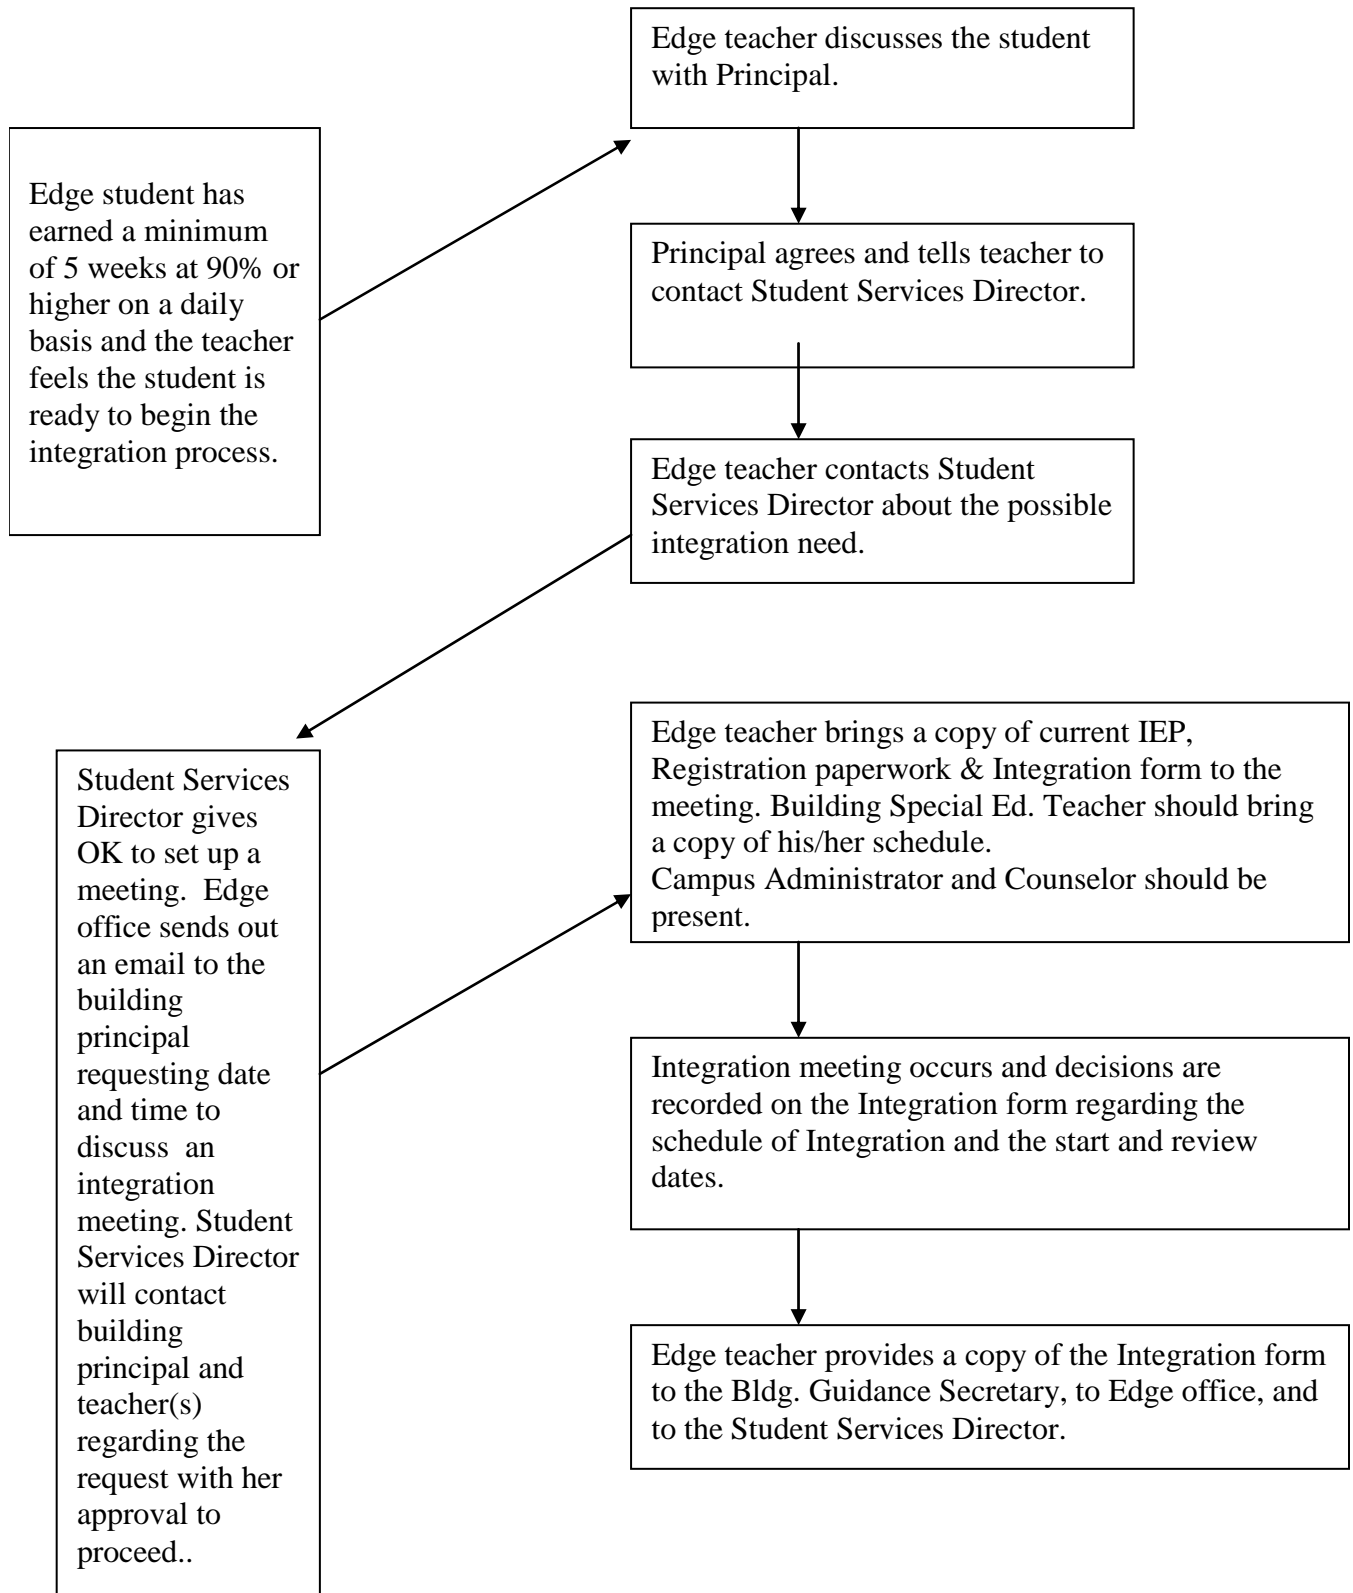 Edge student has
earned a minimum
of 5 weeks at 90% or
higher on a daily
basis and the teacher
feels the student is
ready to begin the
integration process.
Edge teacher discusses the student
with Principal.
Principal agrees and tells teacher to
contact Student Services Director.
Edge teacher contacts Student
Services Director about the possible
integration need.
Student Services
Director gives
OK to set up a
meeting.  Edge
office sends out
an email to the
building
principal
requesting date
and time to
discuss  an
integration
meeting. Student
Services Director
will contact
building
principal and
teacher(s)
regarding the
request with her
approval to
proceed..
Edge teacher brings a copy of current IEP,
Registration paperwork & Integration form to the
meeting. Building Special Ed. Teacher should bring
a copy of his/her schedule.
Campus Administrator and Counselor should be
present.
Integration meeting occurs and decisions are
recorded on the Integration form regarding the
schedule of Integration and the start and review
dates.
Edge teacher provides a copy of the Integration form
to the Bldg. Guidance Secretary, to Edge office, and
to the Student Services Director.